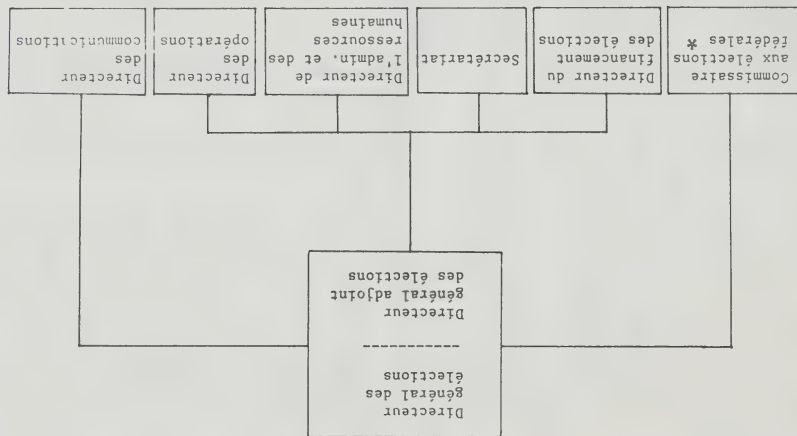 Directeur
général des
élections
-----------
Directeur
général adjoint
des élections
Commissaire
aux élections
fédérales *
Directeur du
financement
des élections
Secrétariat
Directeur de
l'admin. et des
ressources
humaines
Directeur
des
opérations
Directeur
des
communications